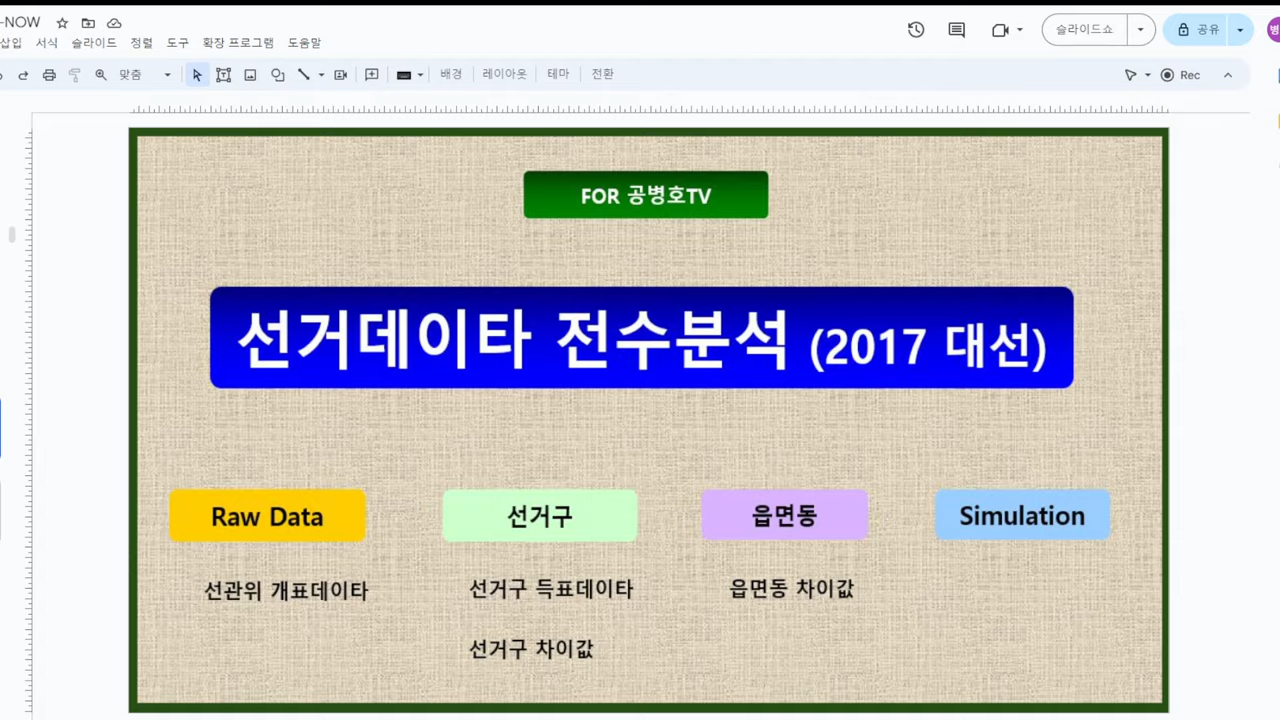 -NOW
삽입 서식 슬라이드 정렬 도구 확장 프로그램 도움말
슬라이드쇼
공유
병
맞춤
배경 레이아웃 테마 전환
Rec
FOR 공병호TV
선거데이타 전수분석 (2017 대선)
Raw Data 선거구 읍면동 Simulation
선관위 개표데이타 선거구 득표데이타 읍면동 차이값
선거구 차이값